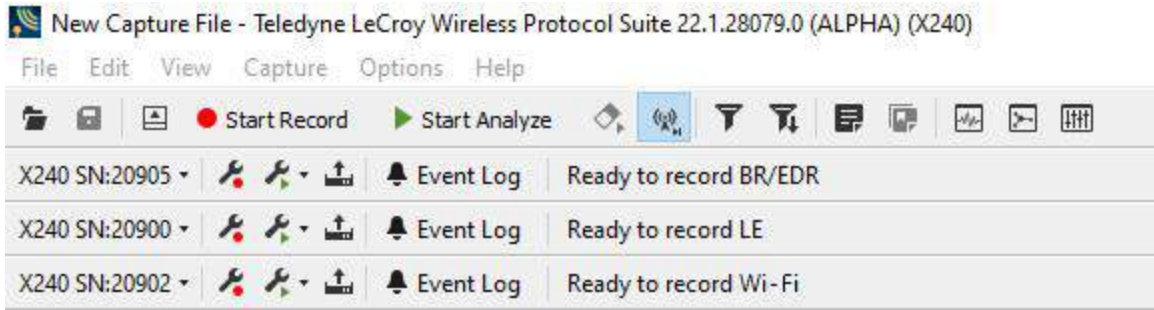 New Capture File - Teledyne LeCroy Wireless Protocol Suite 22.1.28079.0 (ALPHA) (X240)
File Edit View Capture Options Help
Start Record Start Analyze
X240 SN:20905 Event Log Ready to record BR/EDR
X240 SN:20900 Event Log Ready to record LE
X240 SN:20902 Event Log Ready to record Wi-Fi